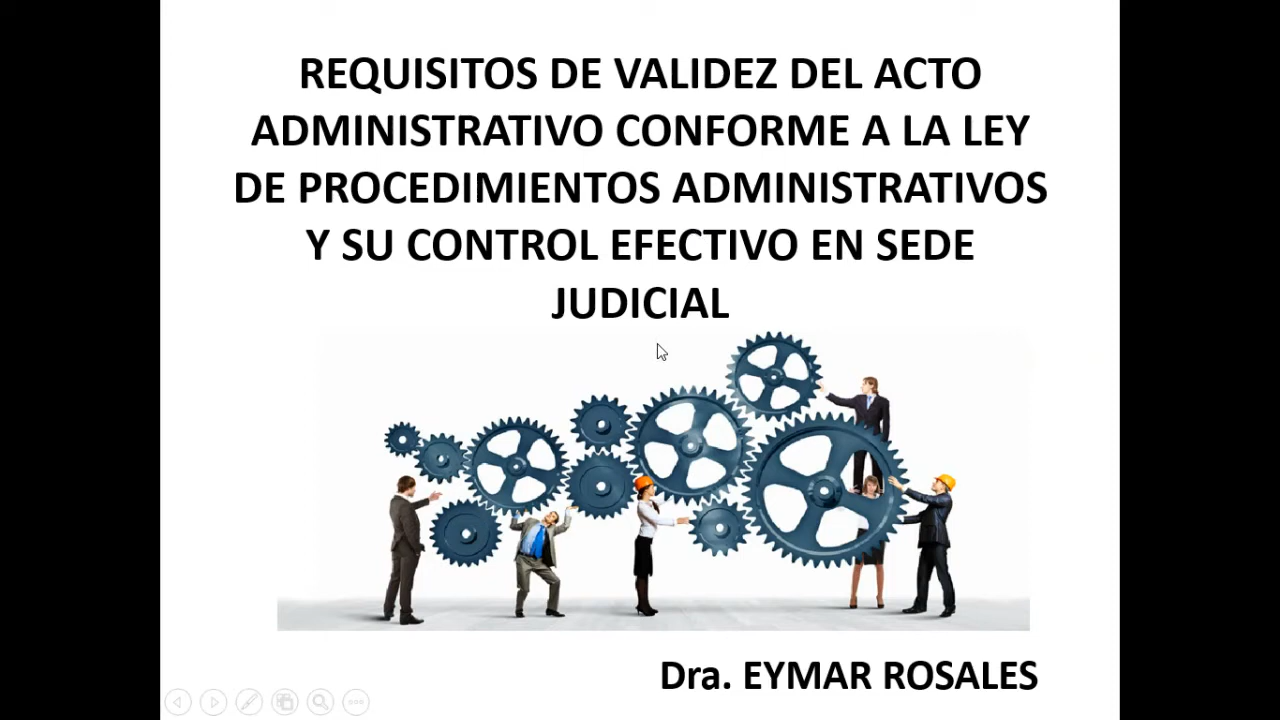 REQUISITOS DE VALIDEZ DEL ACTO
ADMINISTRATIVO CONFORME A LA LEY
DE PROCEDIMIENTOS ADMINISTRATIVOS
Y SU CONTROL EFECTIVO EN SEDE
JUDICIAL
Dra. EYMAR ROSALES